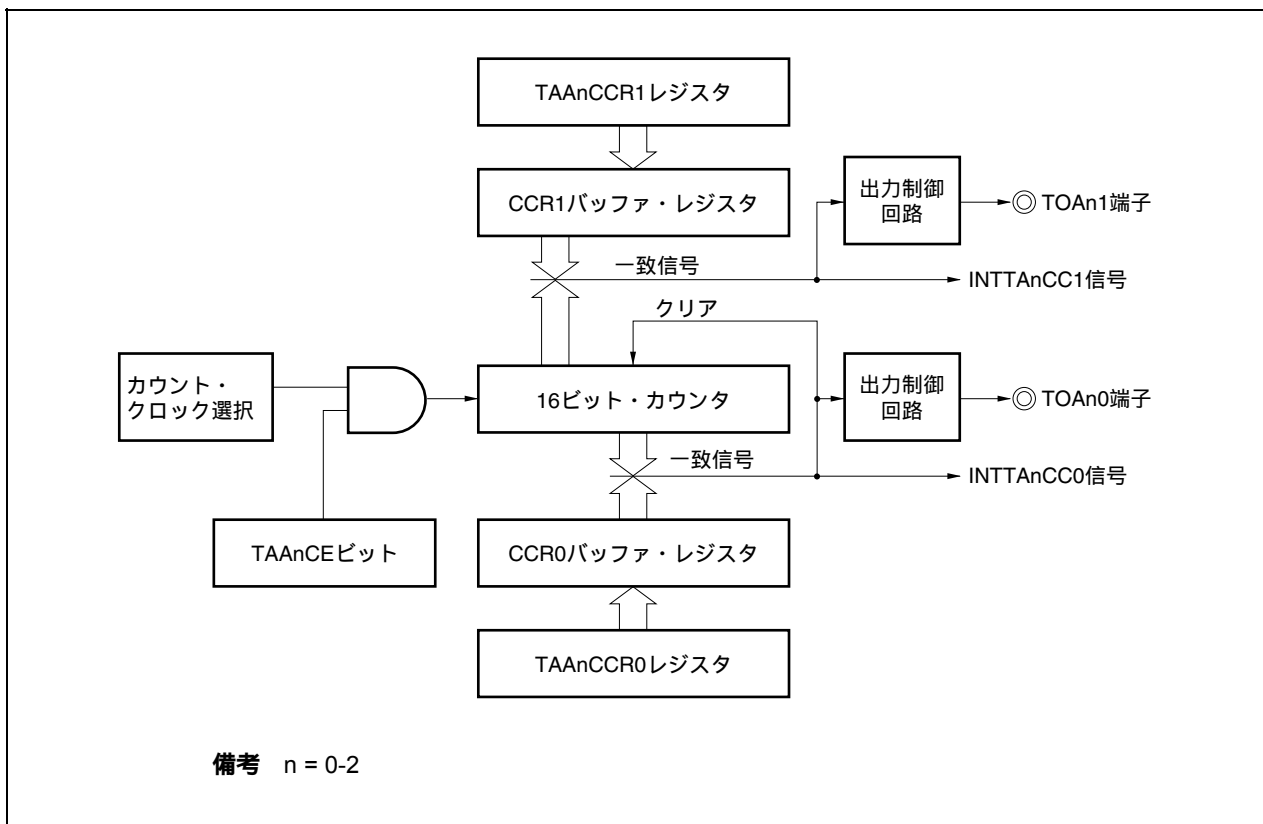 TAAnCCR1レジスタ
CCR1バッファ・レジスタ
出力制御
回路
TOAn1端子
一致信号
INTTAnCC1信号
クリア
カウント・
クロック選択
16ビット・カウンタ
出力制御
回路
TOAn0端子
一致信号
INTTAnCC0信号
TAAnCEビット
CCR0バッファ・レジスタ
TAAnCCR0レジスタ
備考 n = 0-2